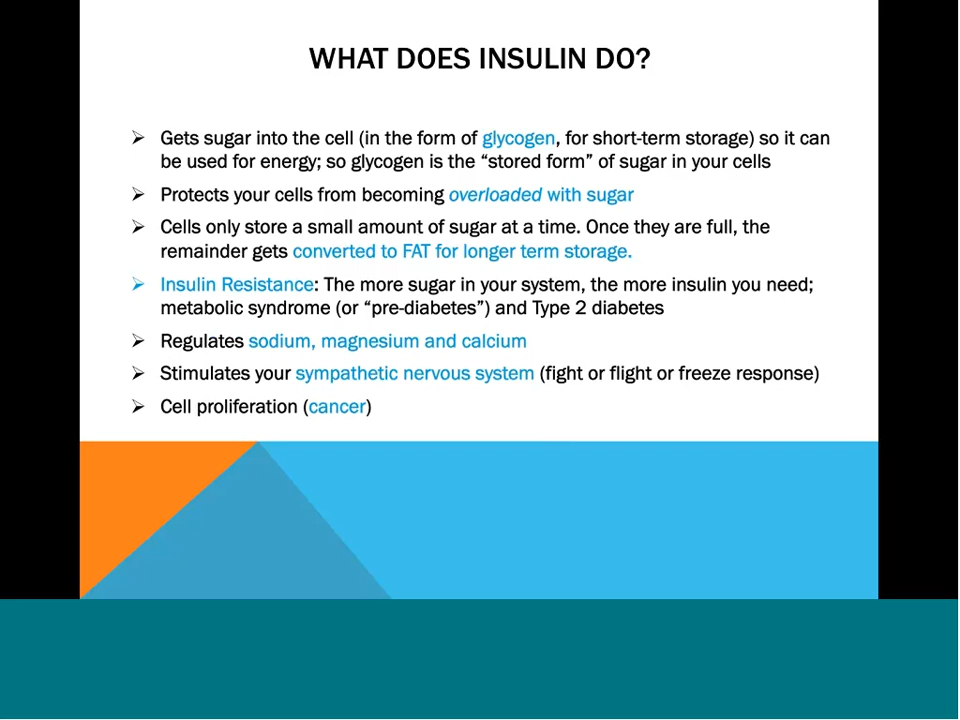 WHAT DOES INSULIN DO?
Gets sugar into the cell (in the form of glycogen, for short-term storage) so it can
be used for energy; so glycogen is the “stored form” of sugar in your cells
Protects your cells from becoming overloaded with sugar
Cells only store a small amount of sugar at a time. Once they are full, the
remainder gets converted to FAT for longer term storage.
Insulin Resistance: The more sugar in your system, the more insulin you need;
metabolic syndrome (or “pre-diabetes”) and Type 2 diabetes
Regulates sodium, magnesium and calcium
Stimulates your sympathetic nervous system (fight or flight or freeze response)
Cell proliferation (cancer)